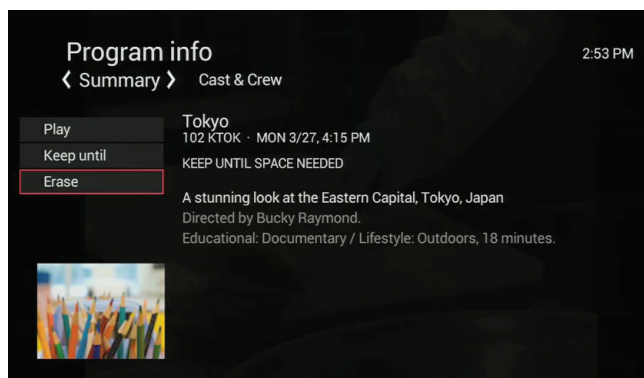 Program info
2:53 PM
❮ Summary ❯ Cast & Crew
Play
Keep until
Erase
Tokyo
102 KTOK · MON 3/27, 4:15 PM
KEEP UNTIL SPACE NEEDED
A stunning look at the Eastern Capital, Tokyo, Japan
Directed by Bucky Raymond.
Educational: Documentary / Lifestyle: Outdoors, 18 minutes.